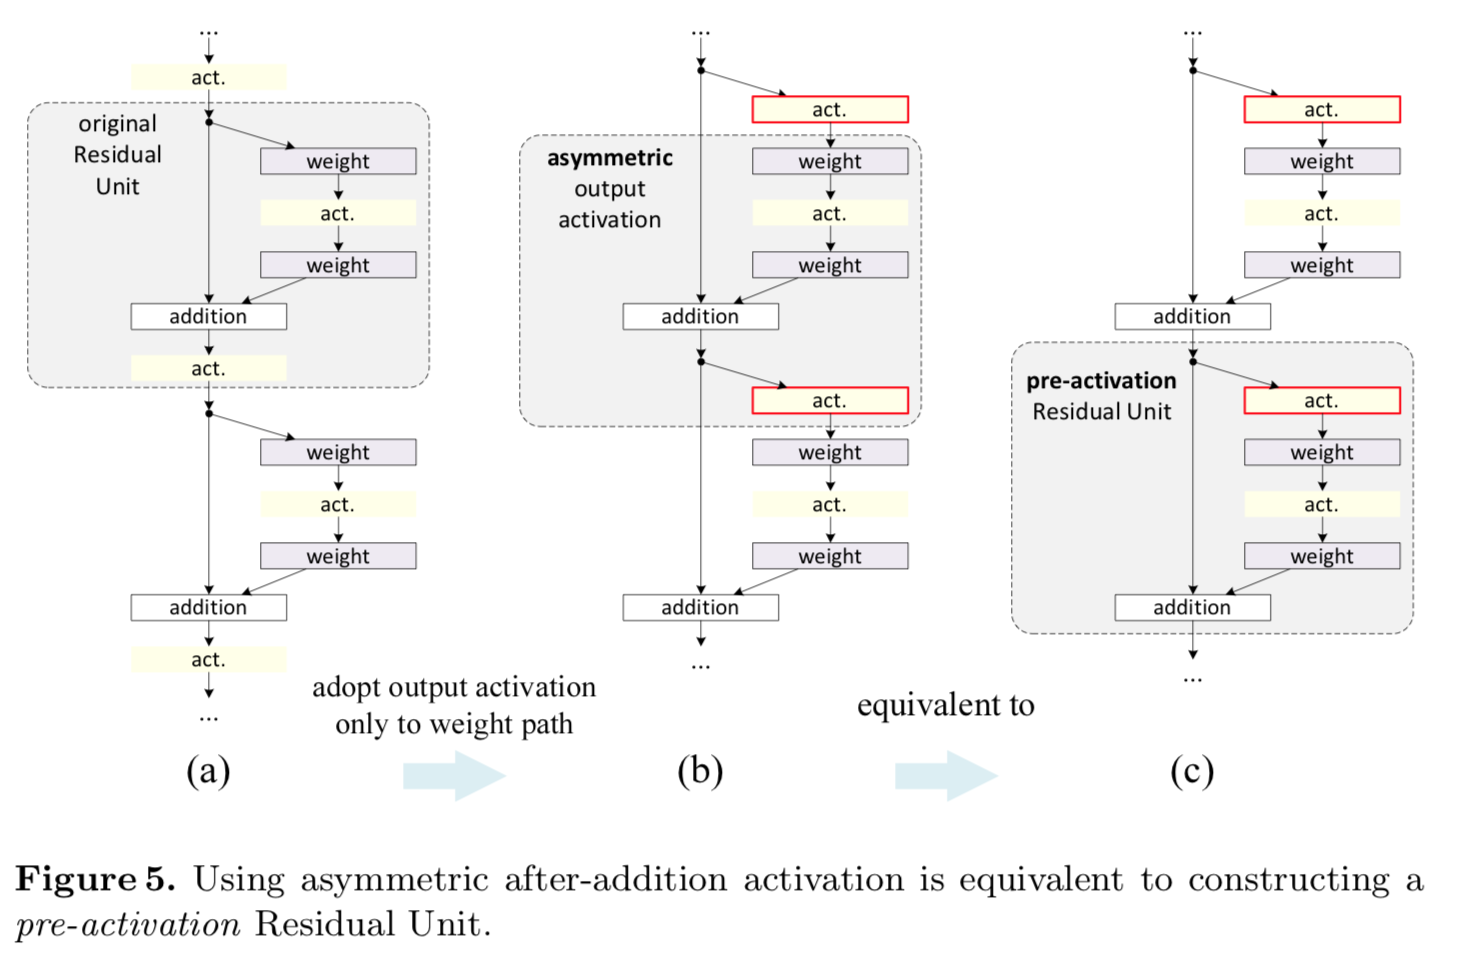 ...
act.
original
Residual
Unit
weight
act.
weight
addition
act.
weight
act.
weight
addition
act.
...
(a)
adopt output activation
only to weight path
...
act.
asymmetric
output
activation
weight
act.
weight
addition
act.
weight
act.
weight
addition
...
(b)
equivalent to
...
act.
weight
act.
weight
addition
pre-activation
Residual Unit
act.
weight
act.
weight
addition
...
(c)
Figure 5. Using asymmetric after-addition activation is equivalent to constructing a
pre-activation Residual Unit.